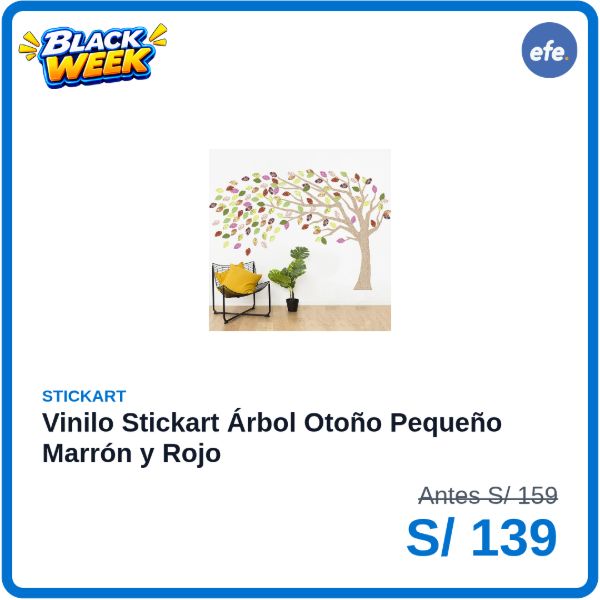 BLACK
WEEK
efe.
STICKART
Vinilo Stickart Árbol Otoño Pequeño
Marrón y Rojo
Antes S/ 159
S/ 139